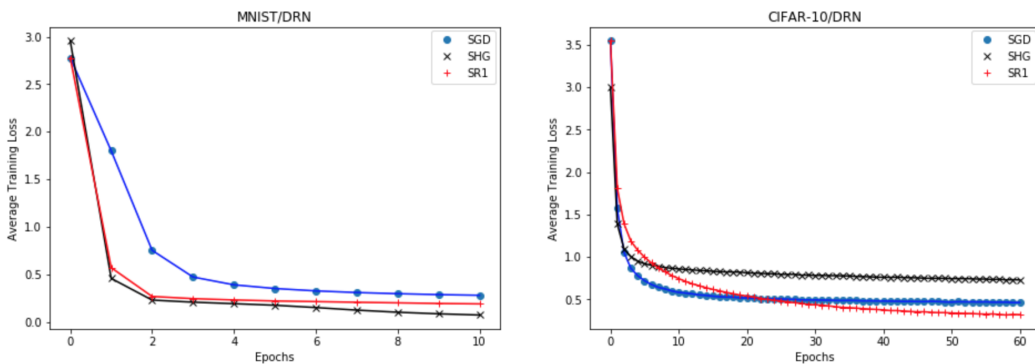 MNIST/DRN
3.0
2.5
2.0
1.5
1.0
0.5
0.0
Average Training Loss
0 2 4 6 8 10
Epochs
SGD
SHG
SR1
CIFAR-10/DRN
3.5
3.0
2.5
2.0
1.5
1.0
0.5
Average Training Loss
0 10 20 30 40 50 60
Epochs
SGD
SHG
SR1